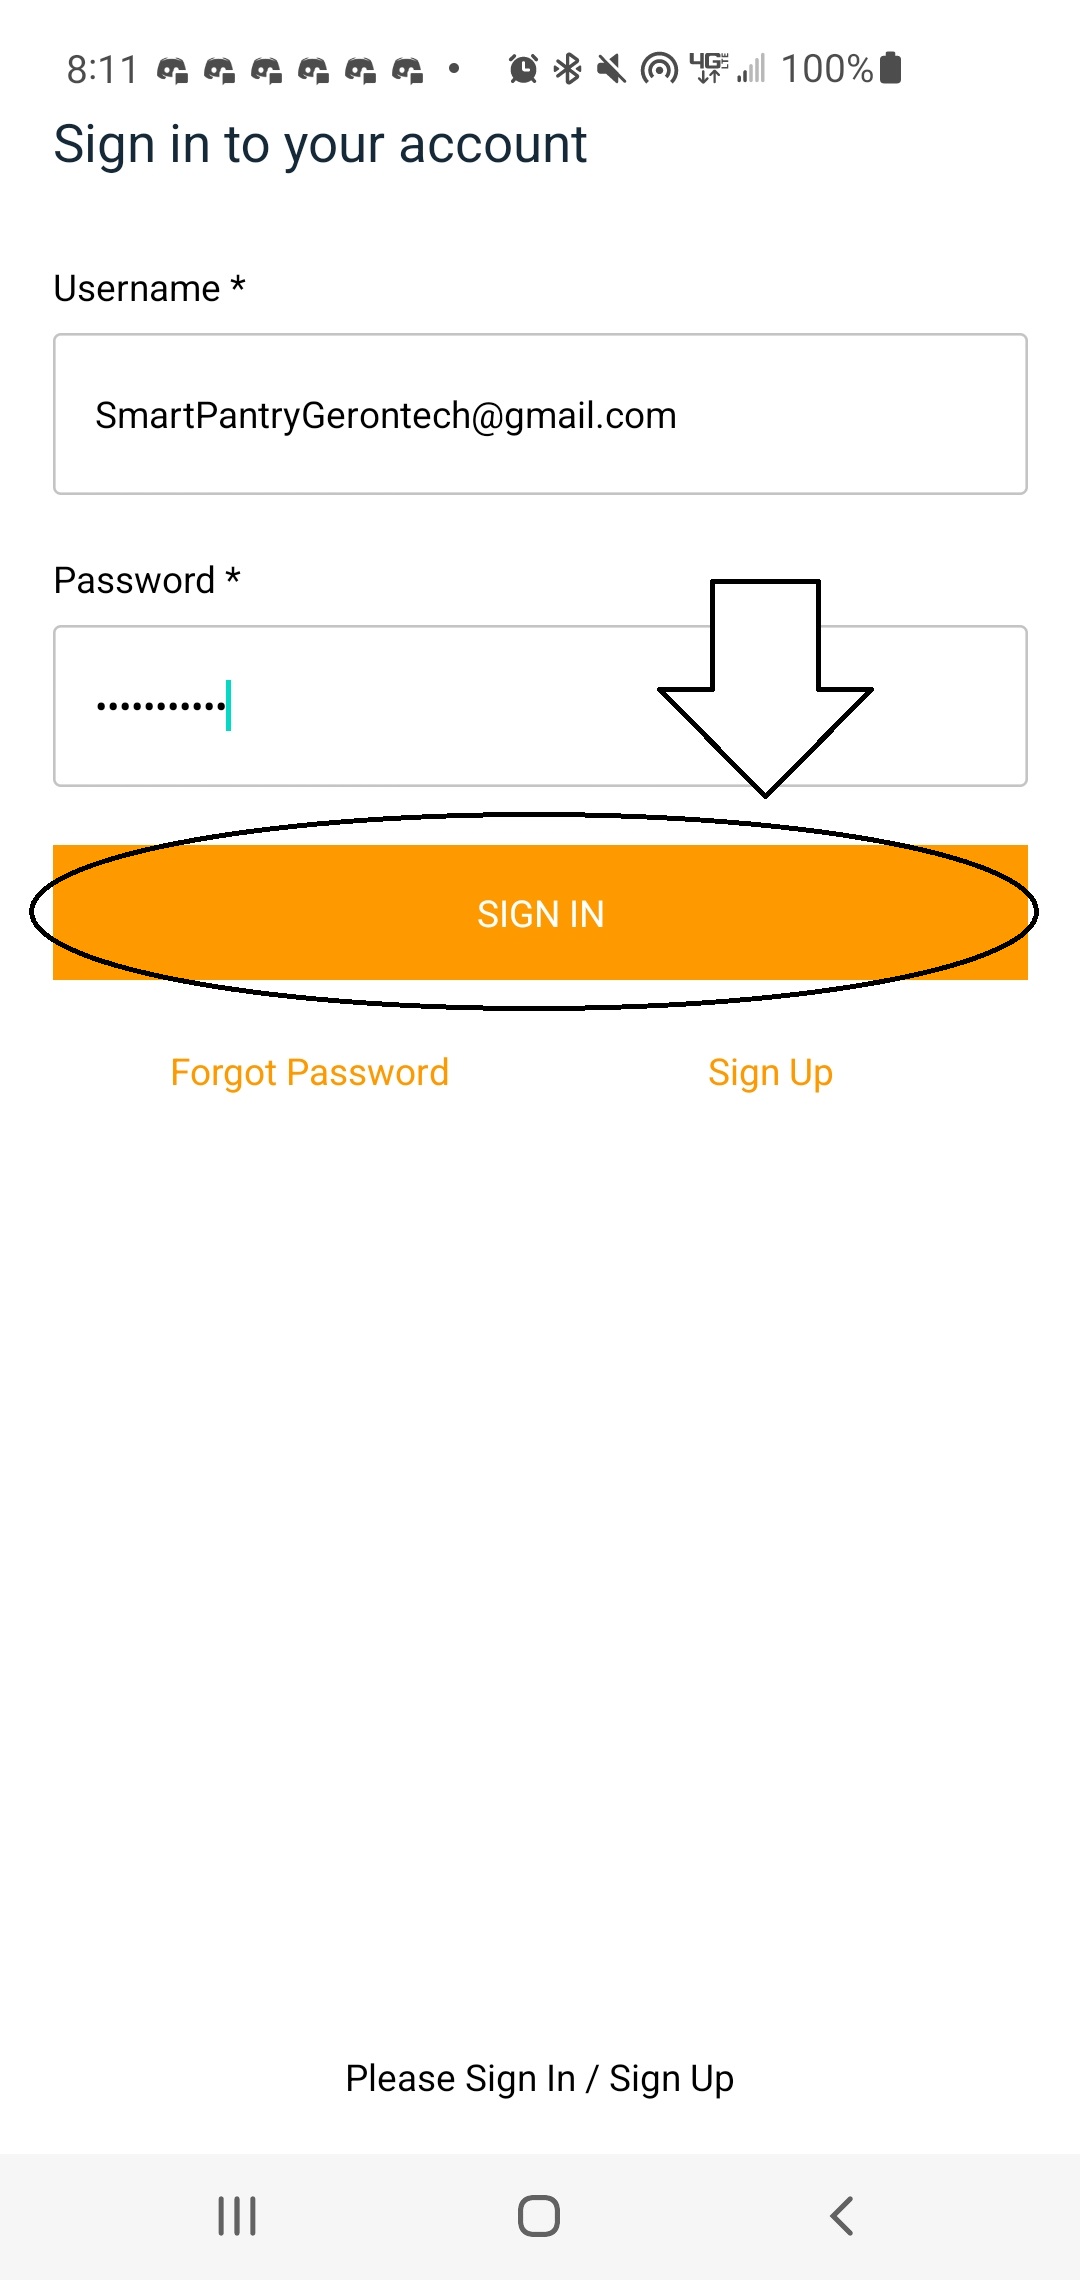 8:11 4G LTE 100%
Sign in to your account
Username *
SmartPantryGerontech@gmail.com
Password *
•••••••••••
SIGN IN
Forgot Password Sign Up
Please Sign In / Sign Up